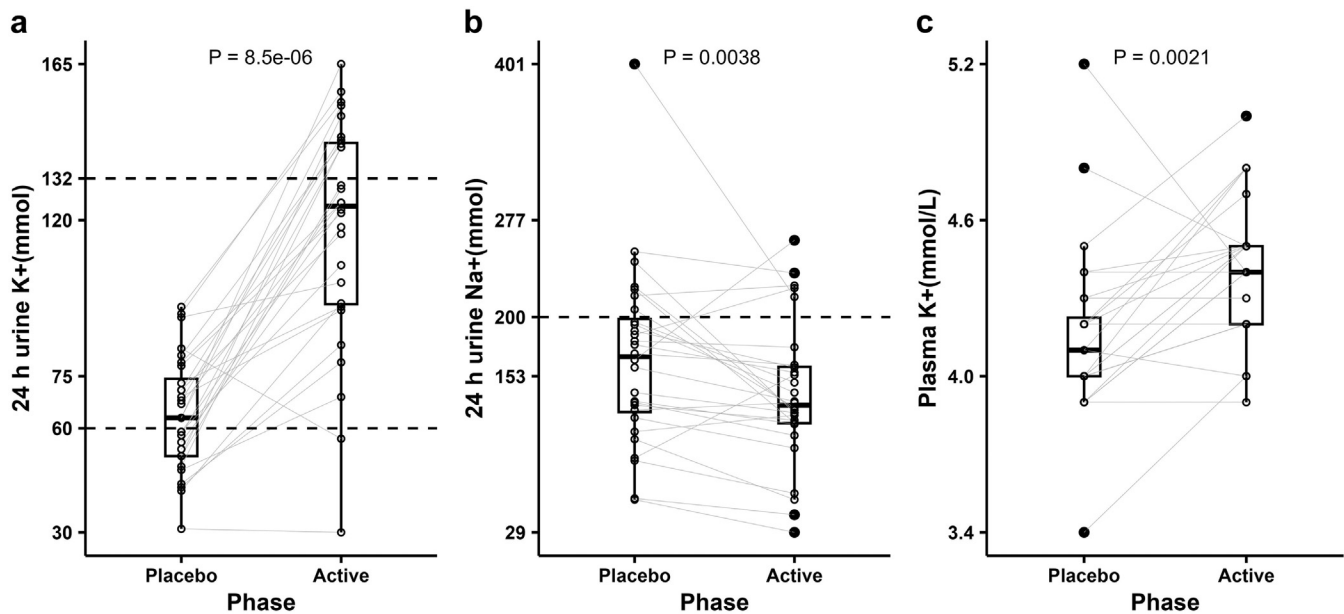 a
P = 8.5e-06
24 h urine K+(mmol)
165
132
120
75
60
30
Placebo
Active
Phase
b
P = 0.0038
24 h urine Na+(mmol)
401
277
200
153
29
Placebo
Active
Phase
c
P = 0.0021
Plasma K+(mmol/L)
5.2
4.6
4.0
3.4
Placebo
Active
Phase